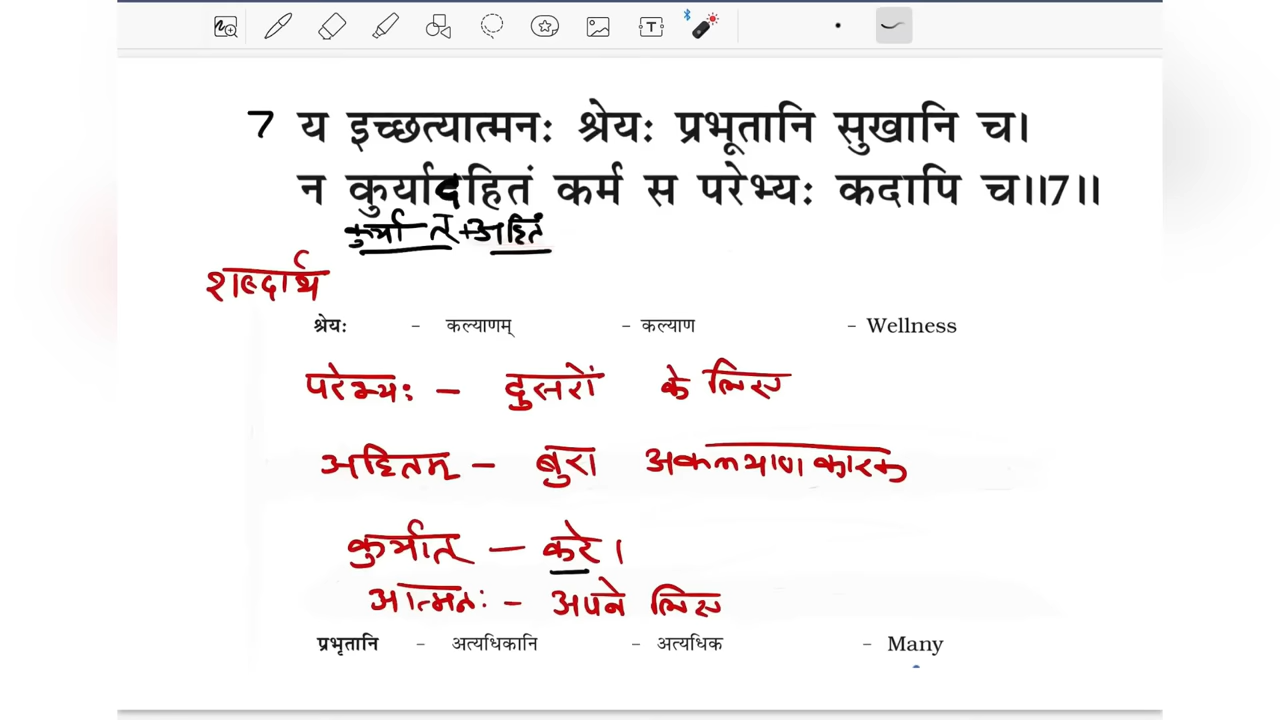 7 य इच्छत्यात्मनः श्रेयः प्रभूतानि सुखानि च।
न कुर्यादहितं कर्म स परेभ्यः कदापि च॥7॥
कुर्यात् + अहितं
शब्दार्थ
श्रेयः - कल्याणम् - कल्याण - Wellness
परेभ्यः - दुसरों के लिए
अहितम् - बुरा अकल्याणकारक
कुर्यात् - करे।
आत्मनः - अपने लिए
प्रभूतानि - अत्यधिकानि - अत्यधिक - Many